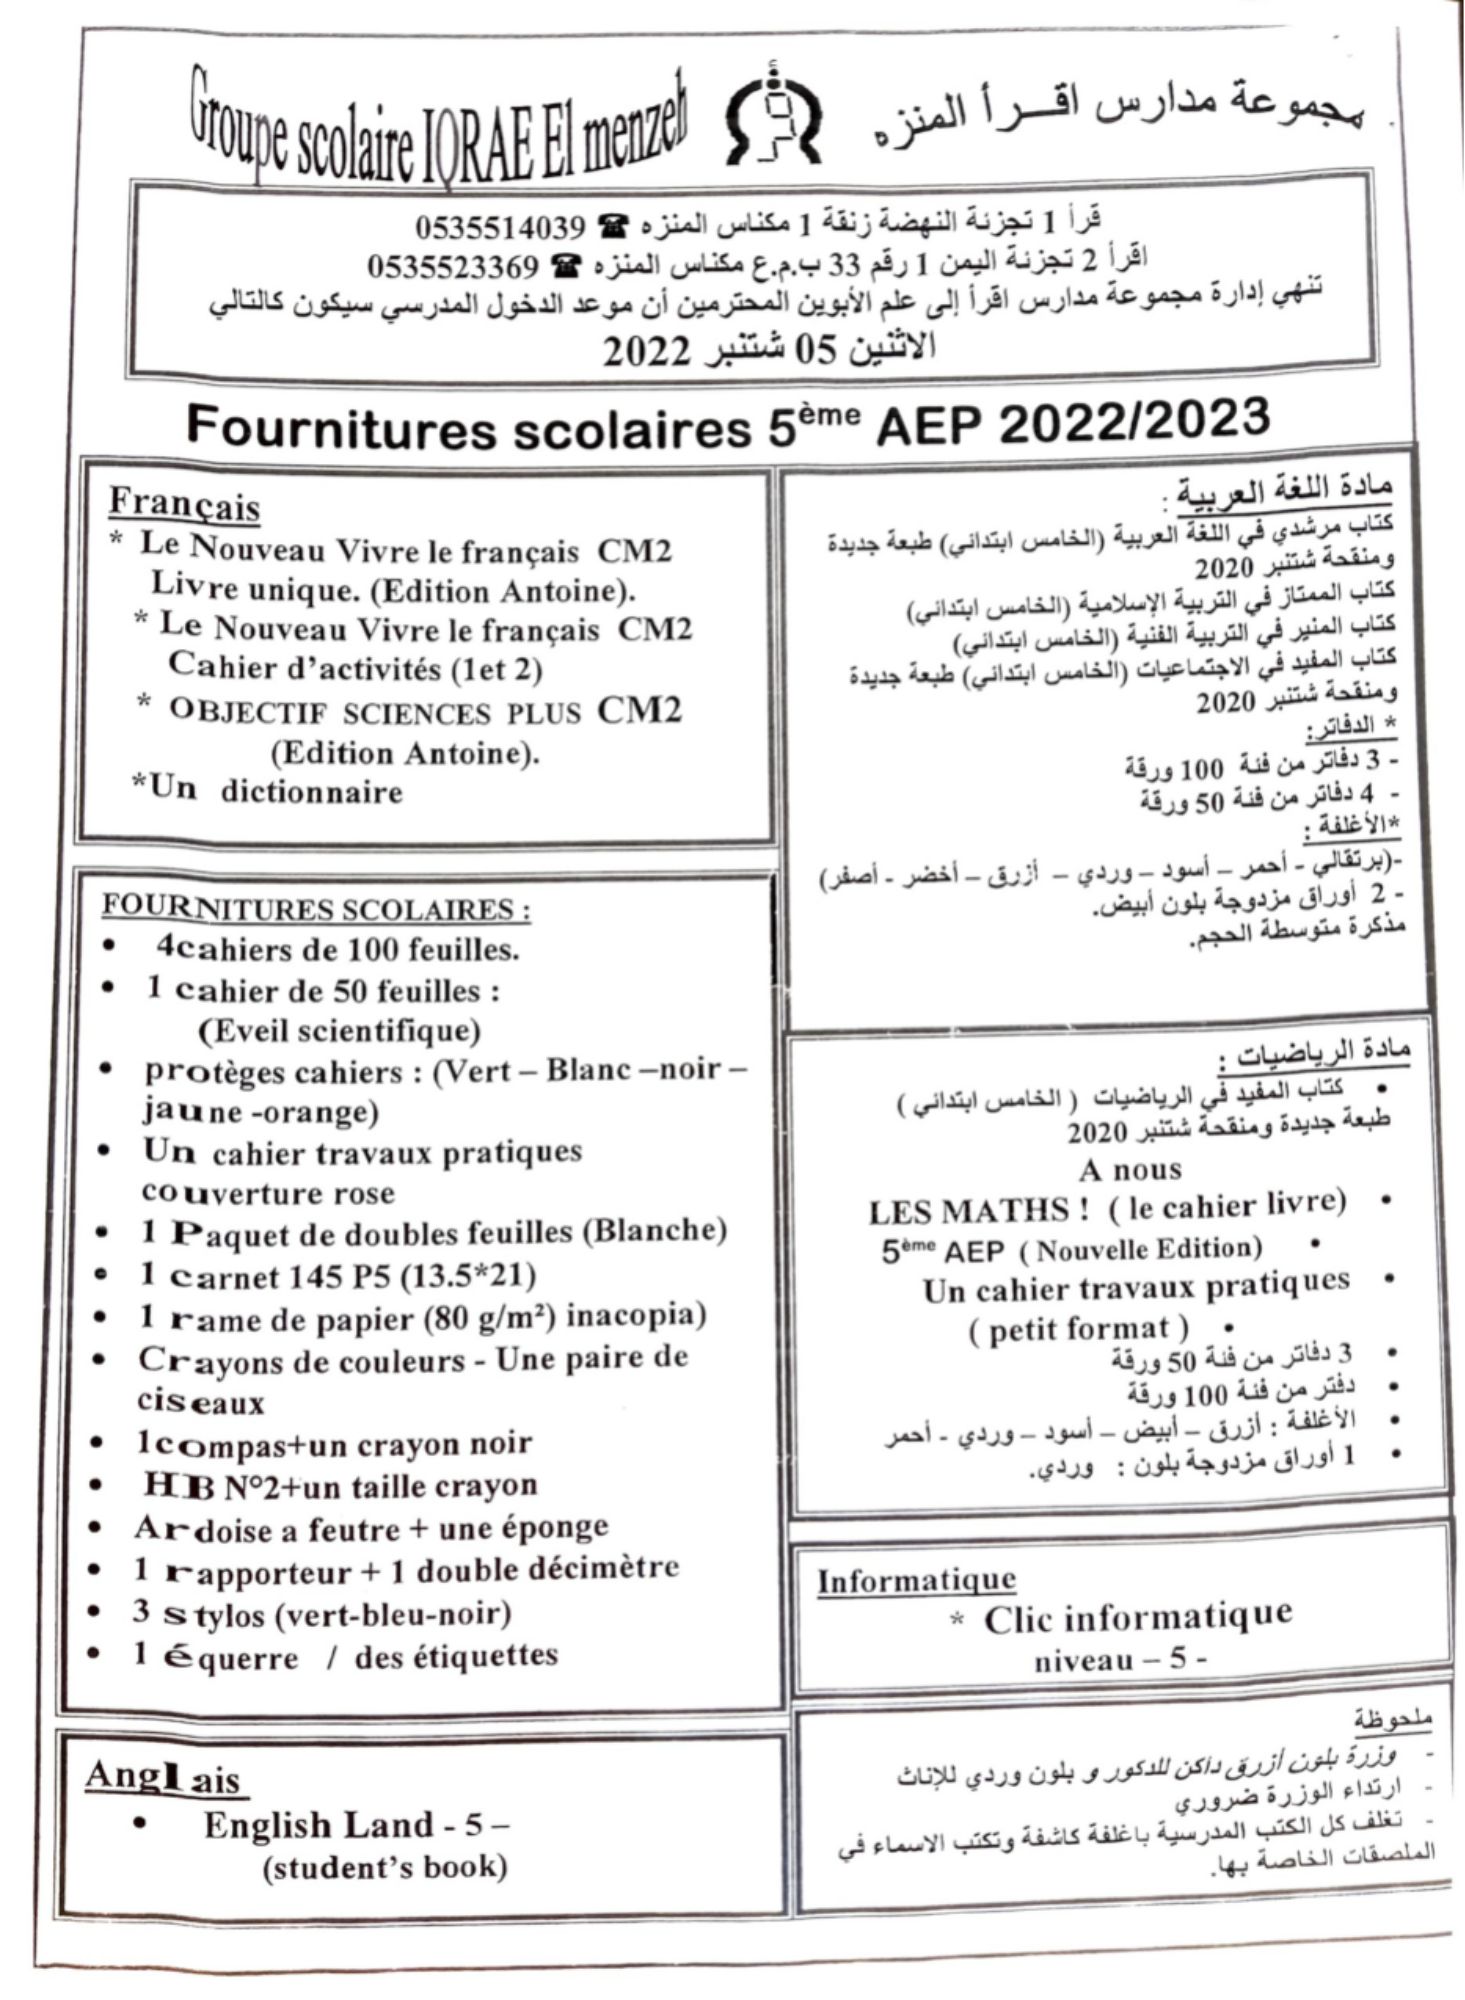 Groupe scolaire IQRAE El menzeh
مجموعة مدارس اقـــرأ المنزه
قرأ 1 تجزئة النهضة زنقة 1 مكناس المنزه ☎ 0535514039
اقرأ 2 تجزئة اليمن 1 رقم 33 ب.م.ع مكناس المنزه ☎ 0535523369
تنهي إدارة مجموعة مدارس اقرأ إلى علم الأبوين المحترمين أن موعد الدخول المدرسي سيكون كالتالي
الاثنين 05 شتنبر 2022
Fournitures scolaires 5ème AEP 2022/2023
Français
* Le Nouveau Vivre le français CM2
Livre unique. (Edition Antoine).
* Le Nouveau Vivre le français CM2
Cahier d’activités (1et 2)
* OBJECTIF SCIENCES PLUS CM2
(Edition Antoine).
*Un dictionnaire
FOURNITURES SCOLAIRES :
• 4cahiers de 100 feuilles.
• 1 cahier de 50 feuilles :
(Eveil scientifique)
• protèges cahiers : (Vert – Blanc –noir –
jaune -orange)
• Un cahier travaux pratiques
couverture rose
• 1 Paquet de doubles feuilles (Blanche)
• 1 carnet 145 P5 (13.5*21)
• 1 rame de papier (80 g/m²) inacopia)
• Crayons de couleurs - Une paire de
ciseaux
• 1compas+un crayon noir
• HB N°2+un taille crayon
• Ardoise a feutre + une éponge
• 1 rapporteur + 1 double décimètre
• 3 stylos (vert-bleu-noir)
• 1 équerre / des étiquettes
Anglais
• English Land - 5 –
(student’s book)
مادة اللغة العربية :
كتاب مرشدي في اللغة العربية (الخامس ابتدائي) طبعة جديدة
ومنقحة شتنبر 2020
كتاب الممتاز في التربية الإسلامية (الخامس ابتدائي)
كتاب المنير في التربية الفنية (الخامس ابتدائي)
كتاب المفيد في الاجتماعيات (الخامس ابتدائي) طبعة جديدة
ومنقحة شتنبر 2020
* الدفاتر:
- 3 دفاتر من فئة 100 ورقة
- 4 دفاتر من فئة 50 ورقة
*الأغلفة :
-(برتقالي - أحمر – أسود – وردي – أزرق – أخضر - أصفر)
- 2 أوراق مزدوجة بلون أبيض.
مذكرة متوسطة الحجم.
مادة الرياضيات :
• كتاب المفيد في الرياضيات ( الخامس ابتدائي )
طبعة جديدة ومنقحة شتنبر 2020
A nous
LES MATHS ! ( le cahier livre) •
5ème AEP ( Nouvelle Edition) •
Un cahier travaux pratiques •
( petit format ) •
• 3 دفاتر من فئة 50 ورقة
• دفتر من فئة 100 ورقة
• الأغلفة : أزرق – أبيض – أسود – وردي - أحمر
• 1 أوراق مزدوجة بلون : وردي.
Informatique
* Clic informatique
niveau – 5 -
ملحوظة
- وزرة بلون أزرق داكن للدكور و بلون وردي للإناث
- ارتداء الوزرة ضروري
- تغلف كل الكتب المدرسية باغلفة كاشفة وتكتب الاسماء في
الملصقات الخاصة بها.